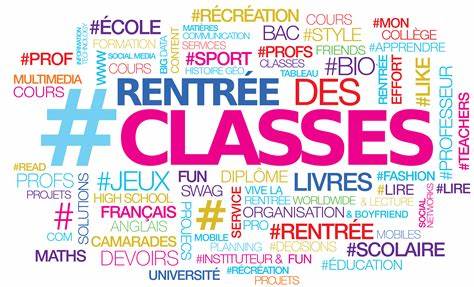 #ÉCOLE
#PROF
FORMATION
INFORMATION
TECHNOLOGY
WWW
SOCIAL MEDIA
COURS
BIG DATA
CONTENT
MULTIMEDIA
COURS
#RÉCRÉATION
MATIÈRES
COMMUNICATION
SERVICES
BAC
COURS
#STYLE
#MON
COLLÈGE
#SPORT
#PROFS
FRIENDS
#APPRENDRE
HISTOIRE GEO
CLASSES
TABLEAU
#BIO
RENTRÉE
EFFORT
#LIKE
#PROFESSEUR
#TEACHERS
#RENTRÉE DES
#CLASSES
#READ
PROFS
PROJETS
#
.COM
MATHS
SOLUTIONS
#JEUX
HIGH SCHOOL
FRANÇAIS
ANGLAIS
CAMARADES
DEVOIRS
UNIVERSITÉ
FUN
SWAG
PROJECS
#
MOBILE
PLANNING
DIPLÔME
VIVE LA
RENTRÉE
SERVICE
PRO
LIVRES
WORLDWIDE
ORGANISATION
#RENTRÉE
#DECISIONS
#INSTITUTEUR & FUN
#RÉCRÉATION
PROJETS
#FASHION
#LIRE
& LECTURE
& BOYFRIEND
MOBILES
SOCIAL
NETWORKS
#LIRE
#SCOLAIRE
#ÉDUCATION